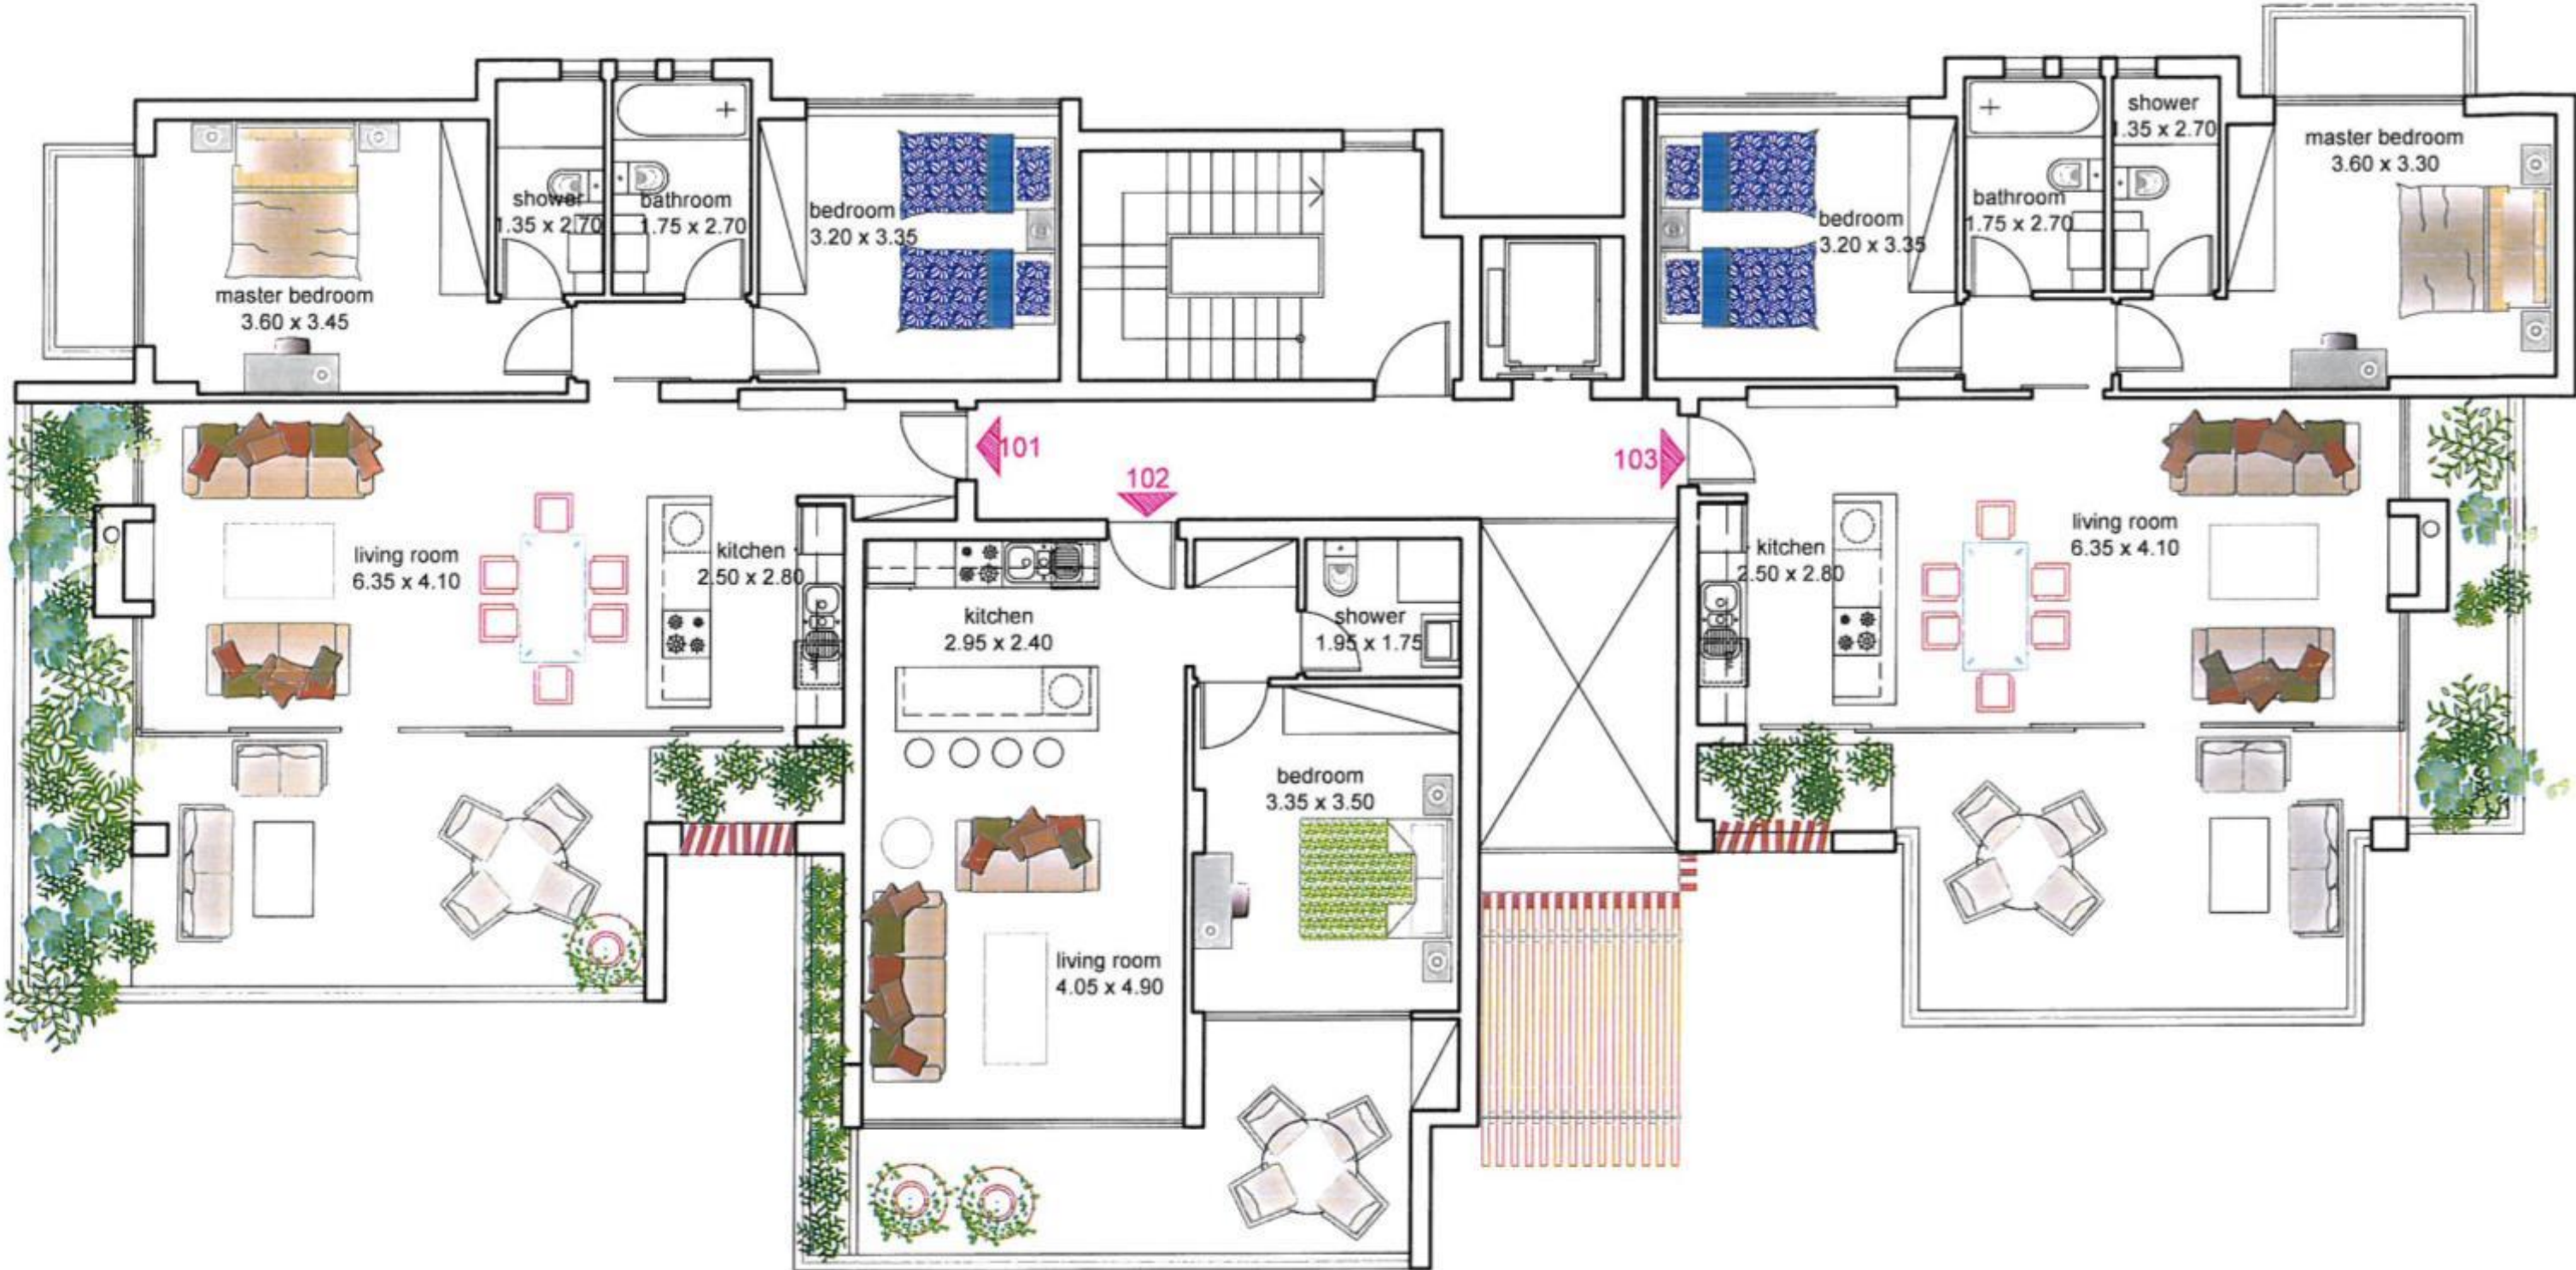 master bedroom
3.60 x 3.45
shower
1.35 x 2.70
bathroom
1.75 x 2.70
bedroom
3.20 x 3.35
bedroom
3.20 x 3.35
bathroom
1.75 x 2.70
shower
1.35 x 2.70
master bedroom
3.60 x 3.30
101
102
103
living room
6.35 x 4.10
kitchen
2.50 x 2.80
kitchen
2.95 x 2.40
shower
1.95 x 1.75
kitchen
2.50 x 2.80
living room
6.35 x 4.10
bedroom
3.35 x 3.50
living room
4.05 x 4.90